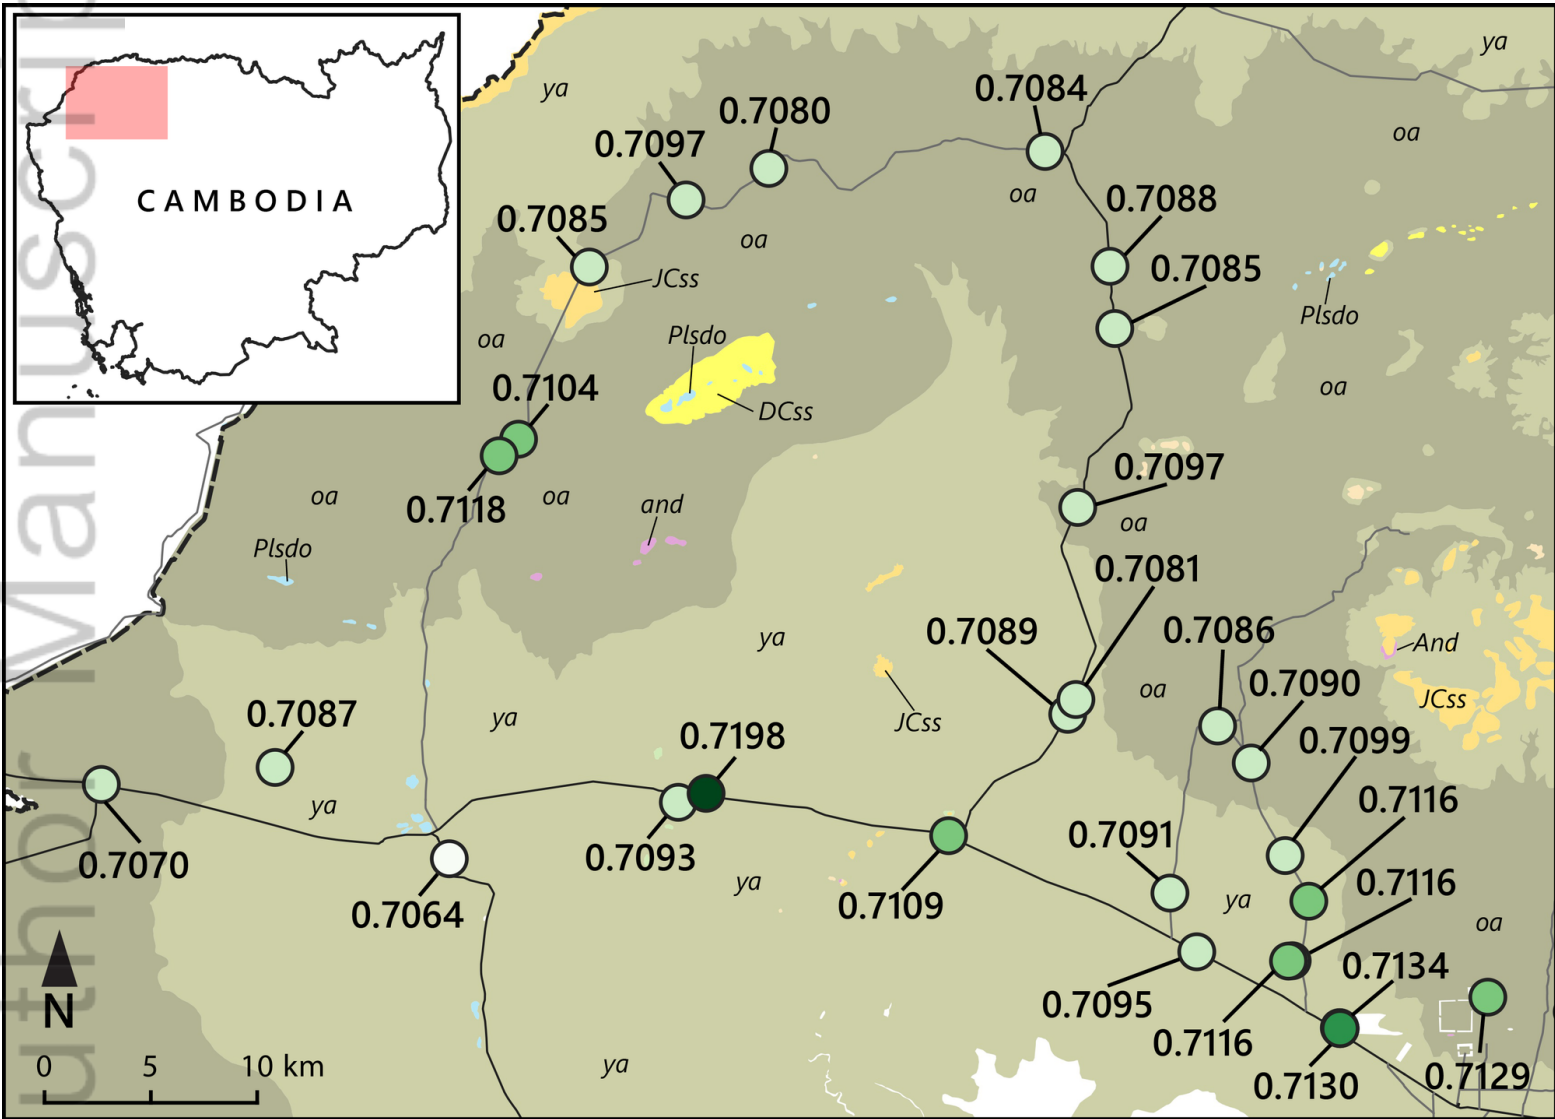 uthor Manuscrip
CAMBODIA
ya
ya
0.7084
0.7080
oa
0.7097
oa
0.7088
0.7085
oa
0.7085
JCss
Plsdo
oa
Plsdo
oa
0.7104
DCss
0.7097
oa
oa
and
0.7118
oa
Plsdo
0.7081
0.7089
0.7086
ya
And
oa
0.7090
JCss
0.7087
ya
JCss
0.7198
0.7099
ya
0.7116
0.7091
0.7070
0.7093
ya
0.7116
0.7109
ya
0.7064
oa
0.7134
0.7095
N
0.7116
ya
0.7129
0.7130
0 5 10 km